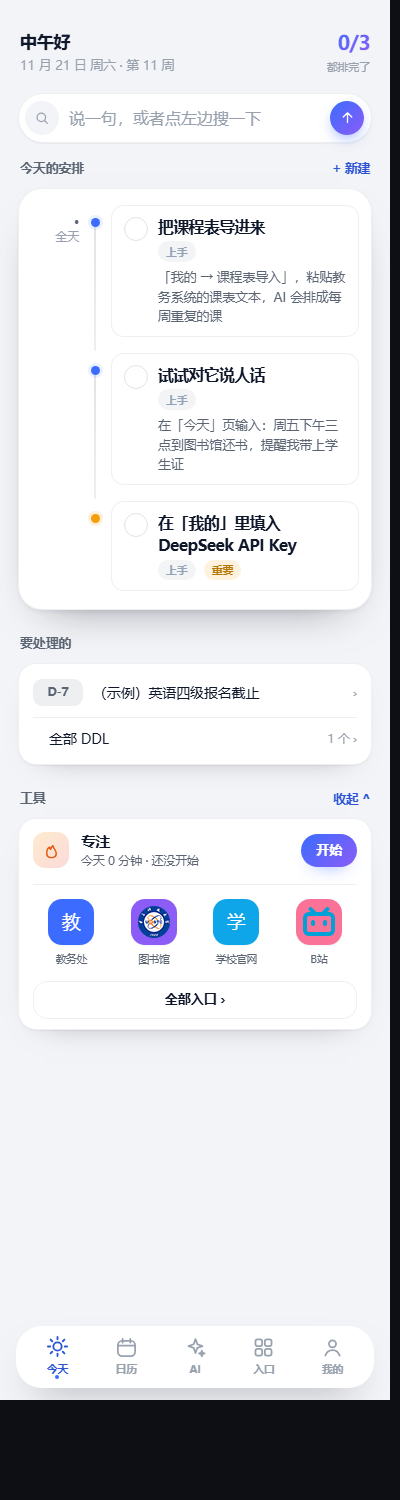 中午好
0/3
11 月 21 日 周六 · 第 11 周
都排完了
说一句，或者点左边搜一下
今天的安排
+ 新建
全天
把课程表导进来
上手
「我的 → 课程表导入」，粘贴教
务系统的课表文本，AI 会排成每
周重复的课
试试对它说人话
上手
在「今天」页输入：周五下午三
点到图书馆还书，提醒我带上学
生证
在「我的」里填入
DeepSeek API Key
上手 重要
要处理的
D-7 （示例）英语四级报名截止 ›
全部 DDL 1 个 ›
工具
收起 ^
专注
今天 0 分钟 · 还没开始
开始
教 学
教务处 图书馆 学校官网 B站
全部入口 ›
今天 日历 AI 入口 我的